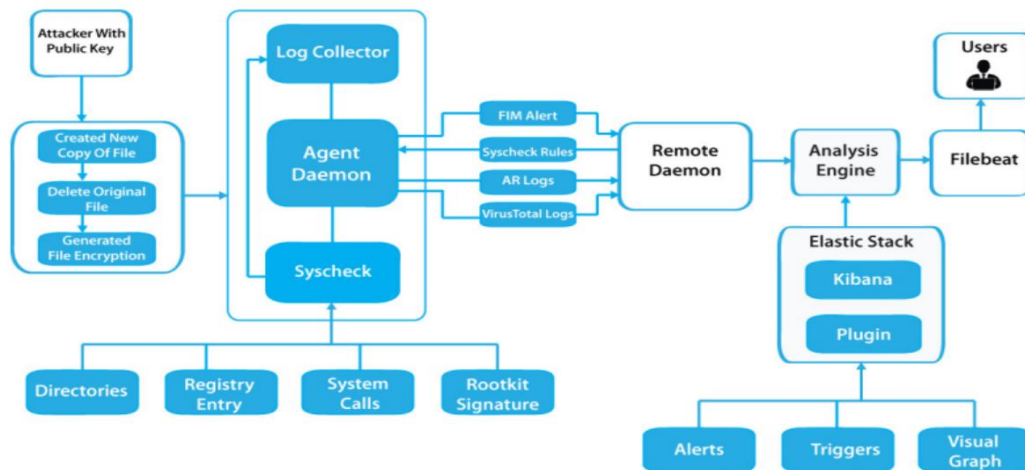 Attacker With
Public Key
Created New
Copy Of File
Delete Original
File
Generated
File Encryption
Log Collector
Agent
Daemon
Syscheck
FIM Alert
Syscheck Rules
AR Logs
VirusTotal Logs
Remote
Daemon
Analysis
Engine
Users
Filebeat
Elastic Stack
Kibana
Plugin
Directories
Registry
Entry
System
Calls
Rootkit
Signature
Alerts
Triggers
Visual
Graph